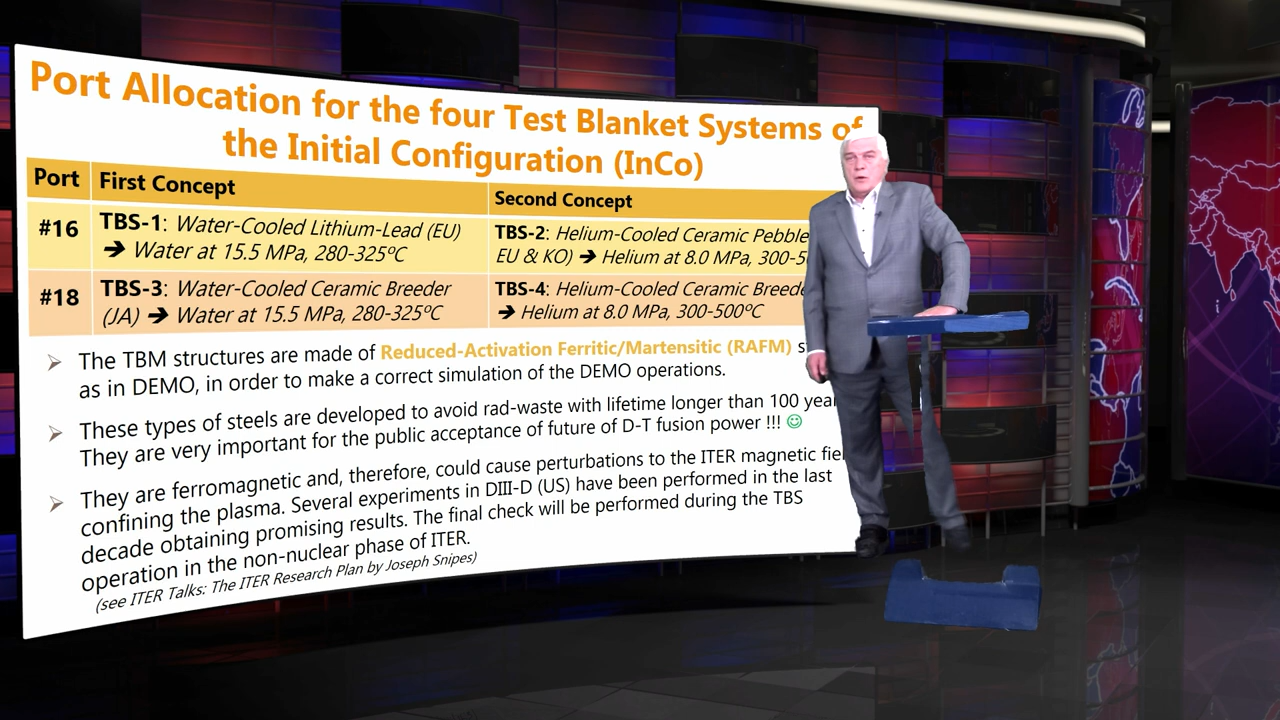 Port Allocation for the four Test Blanket Systems of
the Initial Configuration (InCo)
Port First Concept Second Concept
#16 TBS-1: Water-Cooled Lithium-Lead (EU)
➔ Water at 15.5 MPa, 280-325ºC
TBS-2: Helium-Cooled Ceramic Pebble
EU & KO) ➔ Helium at 8.0 MPa,
#18 TBS-3: Water-Cooled Ceramic Breeder
(JA) ➔ Water at 15.5 MPa, 280-325ºC
TBS-4: Helium-Cooled Ceramic
➔ Helium at 8.0 MPa, 300-500ºC
➢ The TBM structures are made of Reduced-Activation Ferritic/Martensitic (RAFM)
as in DEMO, in order to make a correct simulation of the DEMO operations.
➢ These types of steels are developed to avoid rad-waste with lifetime longer than 100
They are very important for the public acceptance of future of D-T fusion power !!! ☺
➢ They are ferromagnetic and, therefore, could cause perturbations to the ITER magnetic
confining the plasma. Several experiments in DIII-D (US) have been performed in the last
decade obtaining promising results. The final check will be performed during the TBS
operation in the non-nuclear phase of ITER.
(see ITER Talks: The ITER Research Plan by Joseph Snipes)